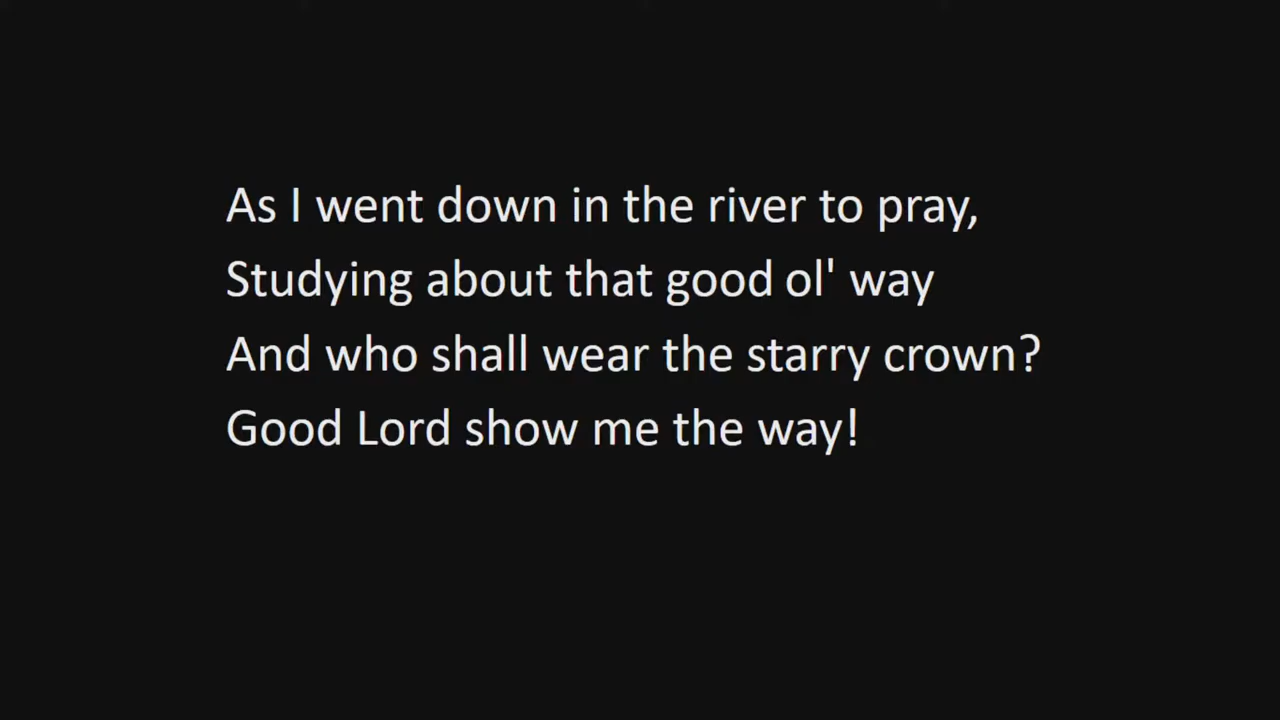 As I went down in the river to pray,
Studying about that good ol' way
And who shall wear the starry crown?
Good Lord show me the way!